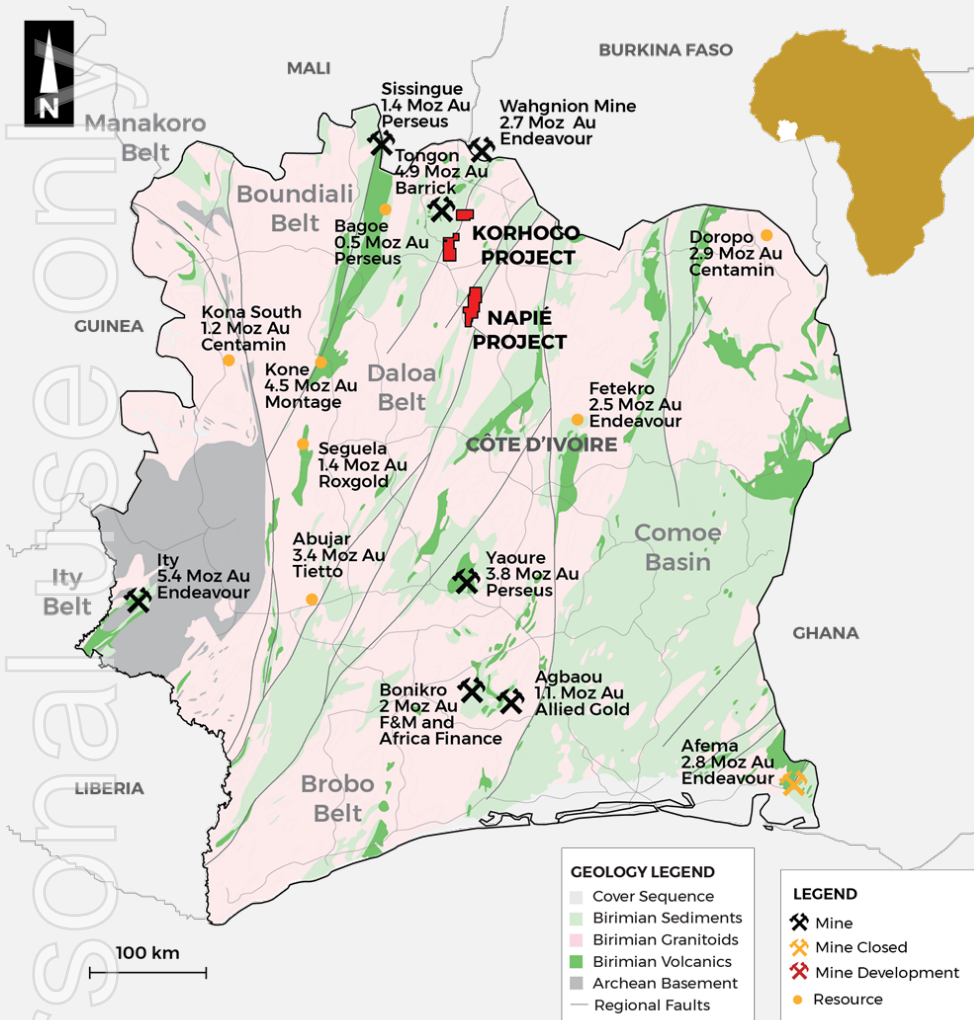 MALI
BURKINA FASO
N
Manakoro
Belt
Sissingue
1.4 Moz Au
Perseus
Wahgnion Mine
2.7 Moz Au
Endeavour
Tongon
4.9 Moz Au
Barrick
Boundiali
Belt
Bagoe
0.5 Moz Au
Perseus
KORHOGO
PROJECT
Doropo
2.9 Moz Au
Centamin
NAPIÉ
PROJECT
GUINEA
Kona South
1.2 Moz Au
Centamin
Kone
4.5 Moz Au
Montage
Daloa
Belt
Fetekro
2.5 Moz Au
Endeavour
CÔTE D'IVOIRE
Seguela
1.4 Moz Au
Roxgold
Comoe
Basin
Abujar
3.4 Moz Au
Tietto
Ity
5.4 Moz Au
Endeavour
Ity
Belt
Yaoure
3.8 Moz Au
Perseus
GHANA
Agbaou
1.1. Moz Au
Allied Gold
Bonikro
2 Moz Au
F&M and
Africa Finance
Afema
2.8 Moz Au
Endeavour
LIBERIA
Brobo
Belt
100 km
GEOLOGY LEGEND
Cover Sequence
Birimian Sediments
Birimian Granitoids
Birimian Volcanics
Archean Basement
Regional Faults
LEGEND
Mine
Mine Closed
Mine Development
Resource
rsonal use only